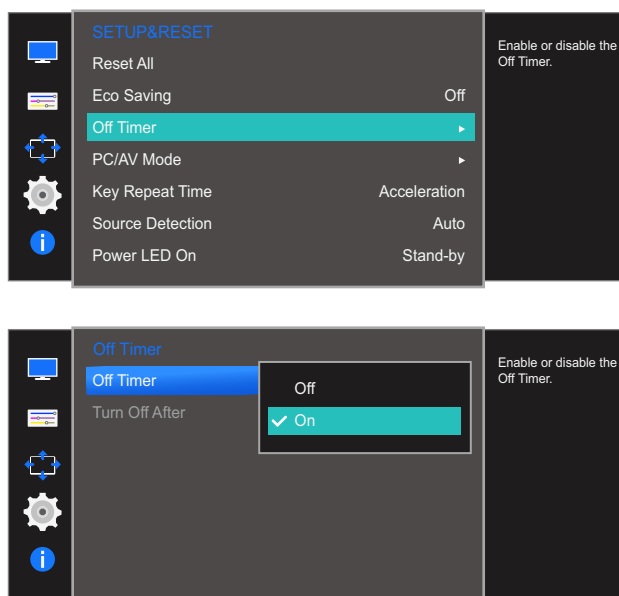 SETUP&RESET
Reset All
Eco Saving Off
Off Timer
PC/AV Mode
Key Repeat Time Acceleration
Source Detection Auto
Power LED On Stand-by
Enable or disable the
Off Timer.
Off Timer
Off Timer Off
Turn Off After On
Enable or disable the
Off Timer.